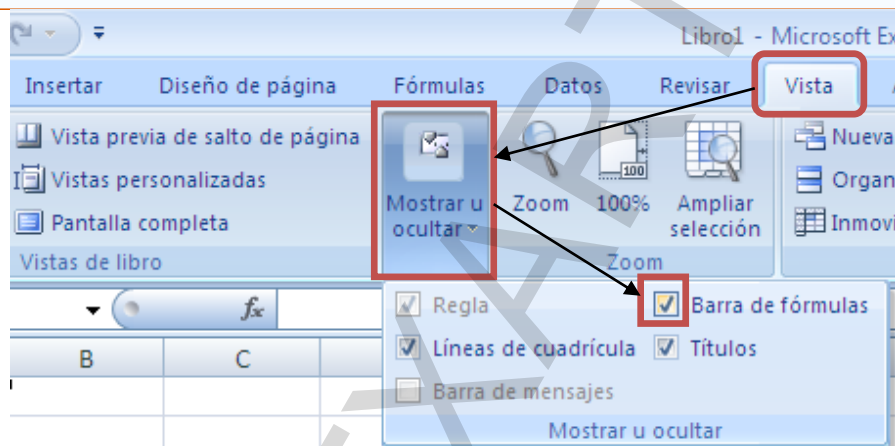 Libro1 - Microsoft Ex
Insertar Diseño de página Fórmulas Datos Revisar Vista
Vista previa de salto de página
Vistas personalizadas
Pantalla completa
Vistas de libro
Mostrar u ocultar
Zoom 100% Ampliar selección
Zoom
Nueva
Organ
Inmovi
fx
Regla Barra de fórmulas
Líneas de cuadrícula Títulos
Barra de mensajes
Mostrar u ocultar
B C